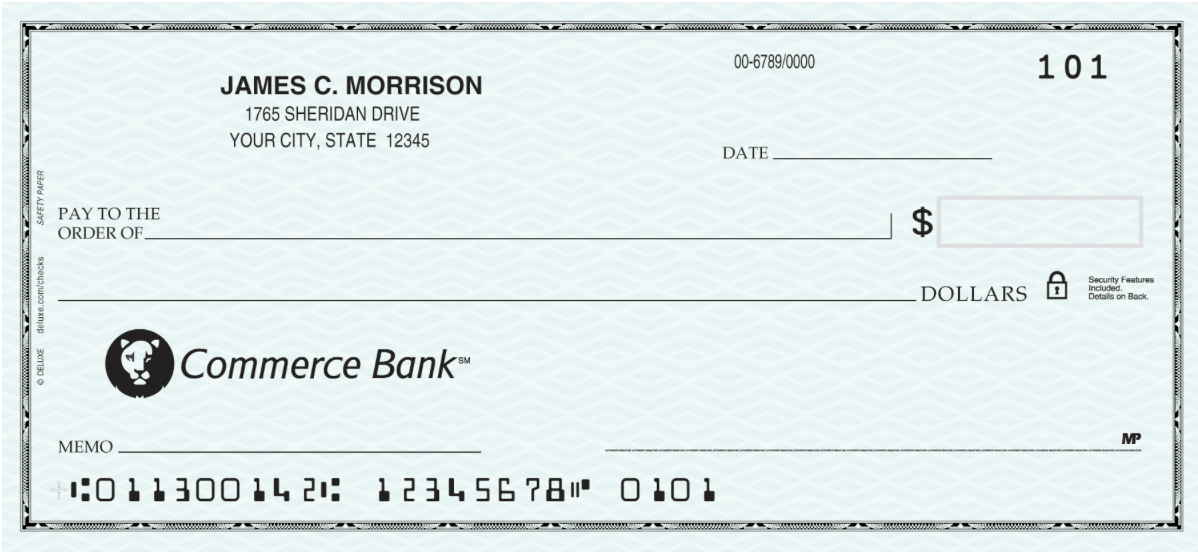 00-6789/0000
101
JAMES C. MORRISON
1765 SHERIDAN DRIVE
YOUR CITY, STATE 12345
DATE
SAFETY PAPER
PAY TO THE
ORDER OF
$
DOLLARS
Security Features
Included.
Details on Back.
deluxe.com/checks
© DELUXE
Commerce Bank℠
MEMO
MP
⑆011300142⑆ 12345678⑈ 0101